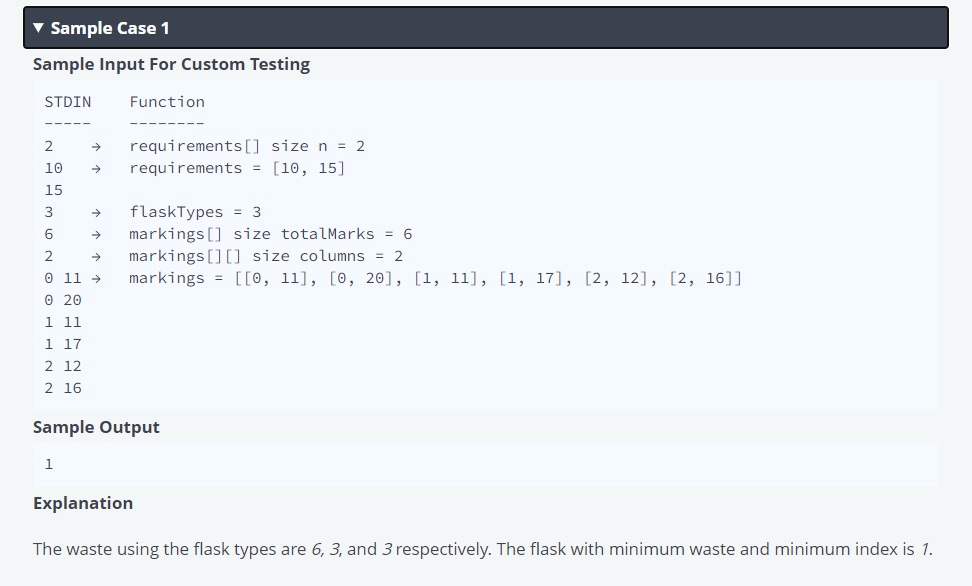 ▼ Sample Case 1
Sample Input For Custom Testing
STDIN    Function
-----    --------
2    →   requirements[] size n = 2
10   →   requirements = [10, 15]
15
3    →   flaskTypes = 3
6    →   markings[] size totalMarks = 6
2    →   markings[][] size columns = 2
0 11 →   markings = [[0, 11], [0, 20], [1, 11], [1, 17], [2, 12], [2, 16]]
0 20
1 11
1 17
2 12
2 16
Sample Output
1
Explanation
The waste using the flask types are 6, 3, and 3 respectively. The flask with minimum waste and minimum index is 1.